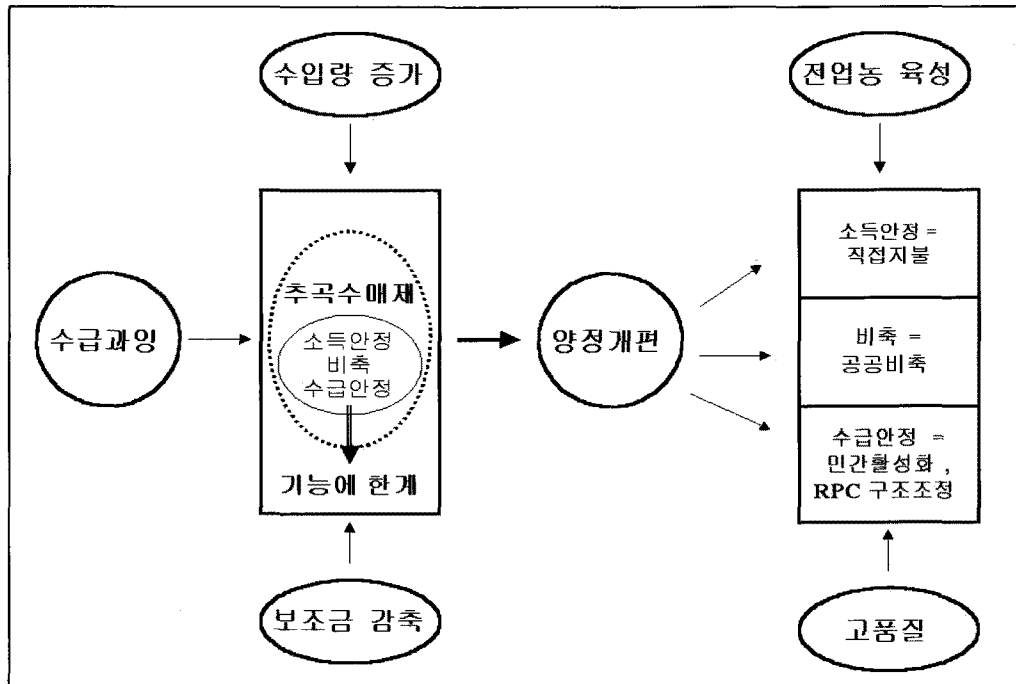 수입량 증가
전업농 육성
수급과잉
추곡수매재
소득안정
비축
수급안정
기능에 한계
양정개편
소득안정 =
직접지불
비축 =
공공비축
수급안정 =
민간활성화 ,
RPC 구조조정
보조금 감축
고품질